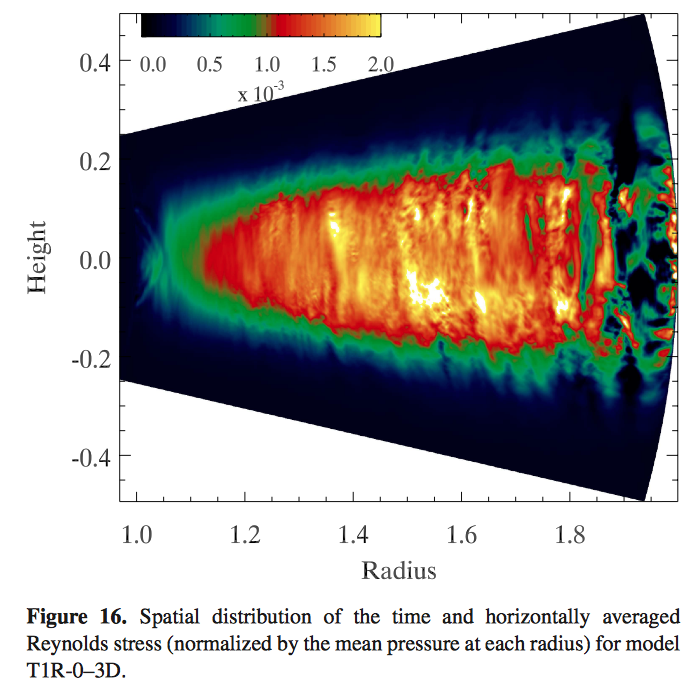 0.0 0.5 1.0 1.5 2.0
x 10⁻³
0.4
0.2
0.0
-0.2
-0.4
Height
1.0 1.2 1.4 1.6 1.8
Radius
Figure 16. Spatial distribution of the time and horizontally averaged
Reynolds stress (normalized by the mean pressure at each radius) for model
T1R-0–3D.